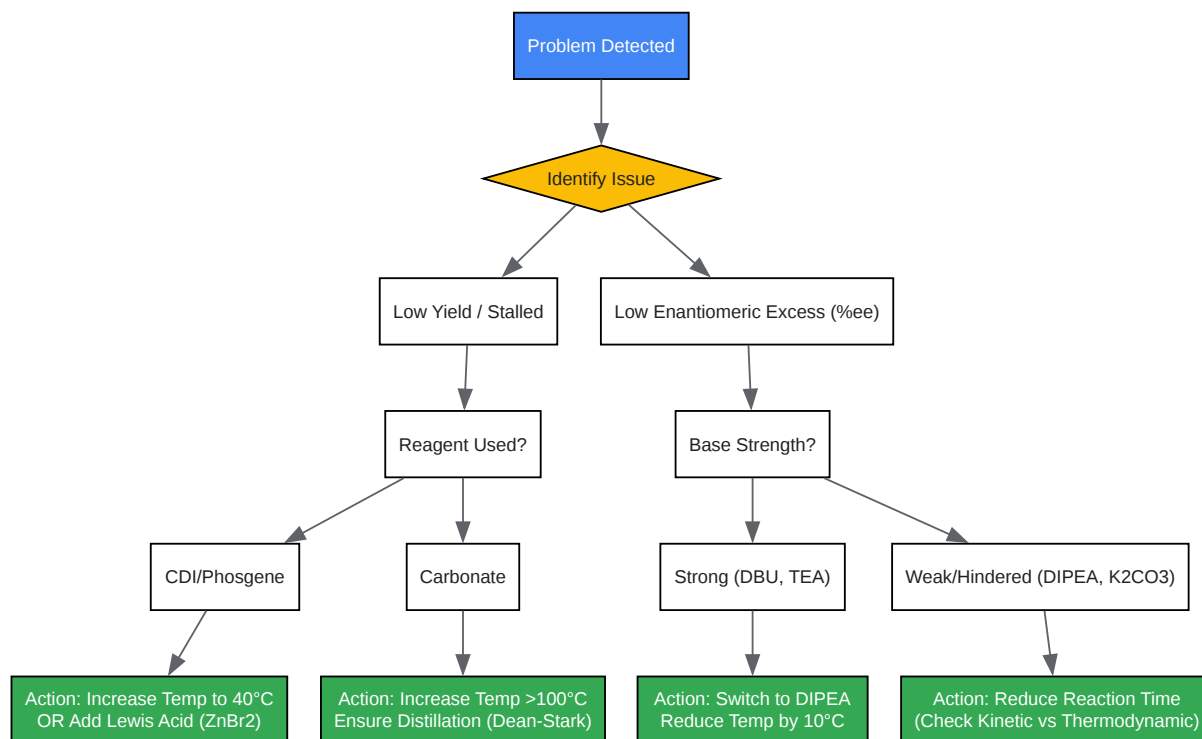 Problem Detected
Identify Issue
Low Yield / Stalled
Low Enantiomeric Excess (%ee)
Reagent Used?
Base Strength?
CDI/Phosgene
Carbonate
Strong (DBU, TEA)
Weak/Hindered (DIPEA, K2CO3)
Action: Increase Temp to 40°C
OR Add Lewis Acid (ZnBr2)
Action: Increase Temp >100°C
Ensure Distillation (Dean-Stark)
Action: Switch to DIPEA
Reduce Temp by 10°C
Action: Reduce Reaction Time
(Check Kinetic vs Thermodynamic)